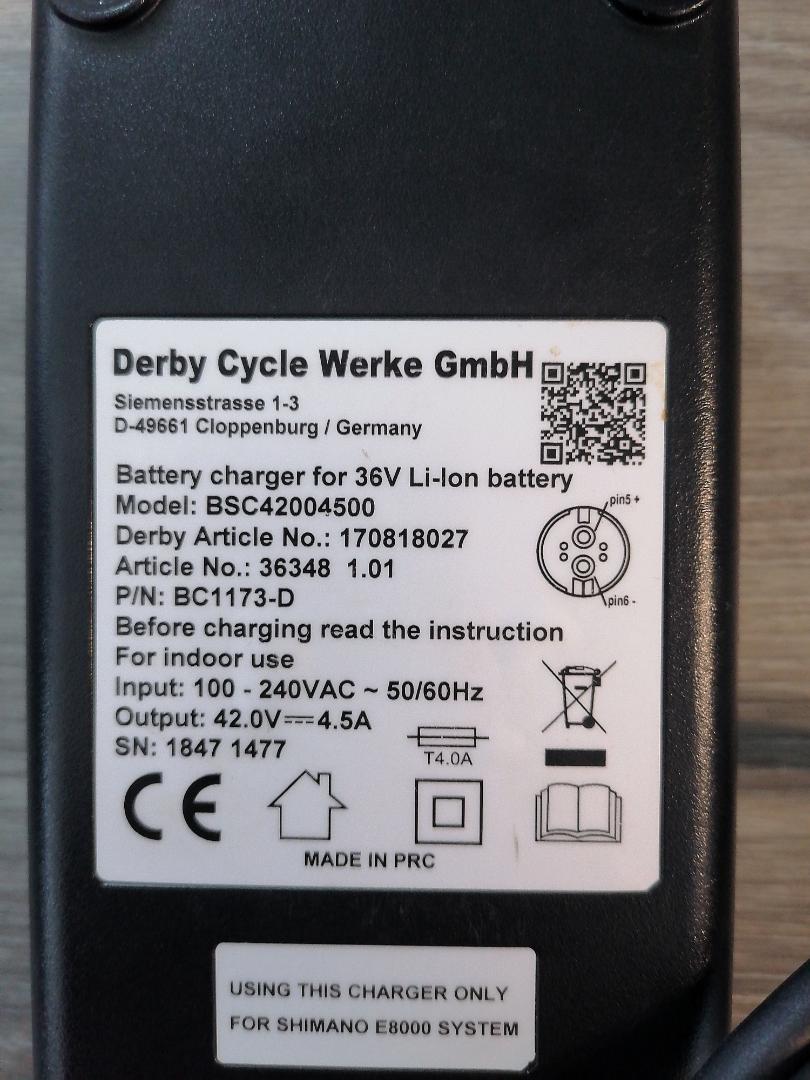 Derby Cycle Werke GmbH
Siemensstrasse 1-3
D-49661 Cloppenburg / Germany
Battery charger for 36V Li-Ion battery
Model: BSC42004500
pin5 +
Derby Article No.: 170818027
Article No.: 36348 1.01
P/N: BC1173-D
pin6 -
Before charging read the instruction
For indoor use
Input: 100 - 240VAC ~ 50/60Hz
Output: 42.0V⎓4.5A
SN: 1847 1477
T4.0A
CE
MADE IN PRC
USING THIS CHARGER ONLY
FOR SHIMANO E8000 SYSTEM